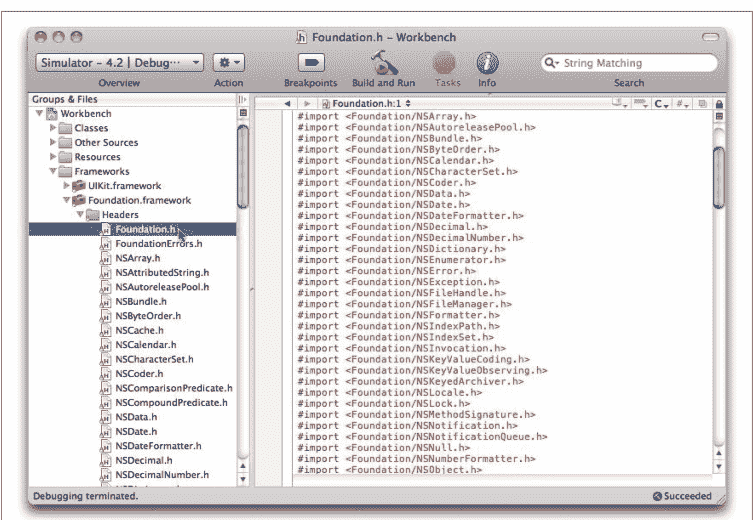 Foundation.h – Workbench
Simulator – 4.2 | Debug···
String Matching
Overview
Action
Breakpoints
Build and Run
Tasks
Info
Search
Groups & Files
Workbench
Classes
Other Sources
Resources
Frameworks
UIKit.framework
Foundation.framework
Headers
Foundation.h
FoundationErrors.h
NSArray.h
NSAttributedString.h
NSAutoreleasePool.h
NSBundle.h
NSByteOrder.h
NSCache.h
NSCalendar.h
NSCharacterSet.h
NSCoder.h
NSComparisonPredicate.h
NSCompoundPredicate.h
NSData.h
NSDate.h
NSDateFormatter.h
NSDecimal.h
NSDecimalNumber.h
Foundation.h:1
C
#
#import <Foundation/NSArray.h>
#import <Foundation/NSAutoreleasePool.h>
#import <Foundation/NSBundle.h>
#import <Foundation/NSByteOrder.h>
#import <Foundation/NSCalendar.h>
#import <Foundation/NSCharacterSet.h>
#import <Foundation/NSCoder.h>
#import <Foundation/NSData.h>
#import <Foundation/NSDate.h>
#import <Foundation/NSDateFormatter.h>
#import <Foundation/NSDecimal.h>
#import <Foundation/NSDecimalNumber.h>
#import <Foundation/NSDictionary.h>
#import <Foundation/NSEnumerator.h>
#import <Foundation/NSError.h>
#import <Foundation/NSException.h>
#import <Foundation/NSFileHandle.h>
#import <Foundation/NSFileManager.h>
#import <Foundation/NSFormatter.h>
#import <Foundation/NSIndexPath.h>
#import <Foundation/NSIndexSet.h>
#import <Foundation/NSInvocation.h>
#import <Foundation/NSKeyValueCoding.h>
#import <Foundation/NSKeyValueObserving.h>
#import <Foundation/NSKeyedArchiver.h>
#import <Foundation/NSLocale.h>
#import <Foundation/NSLock.h>
#import <Foundation/NSMethodSignature.h>
#import <Foundation/NSNotification.h>
#import <Foundation/NSNotificationQueue.h>
#import <Foundation/NSNull.h>
#import <Foundation/NSNumberFormatter.h>
#import <Foundation/NSObject.h>
Debugging terminated.
Succeeded